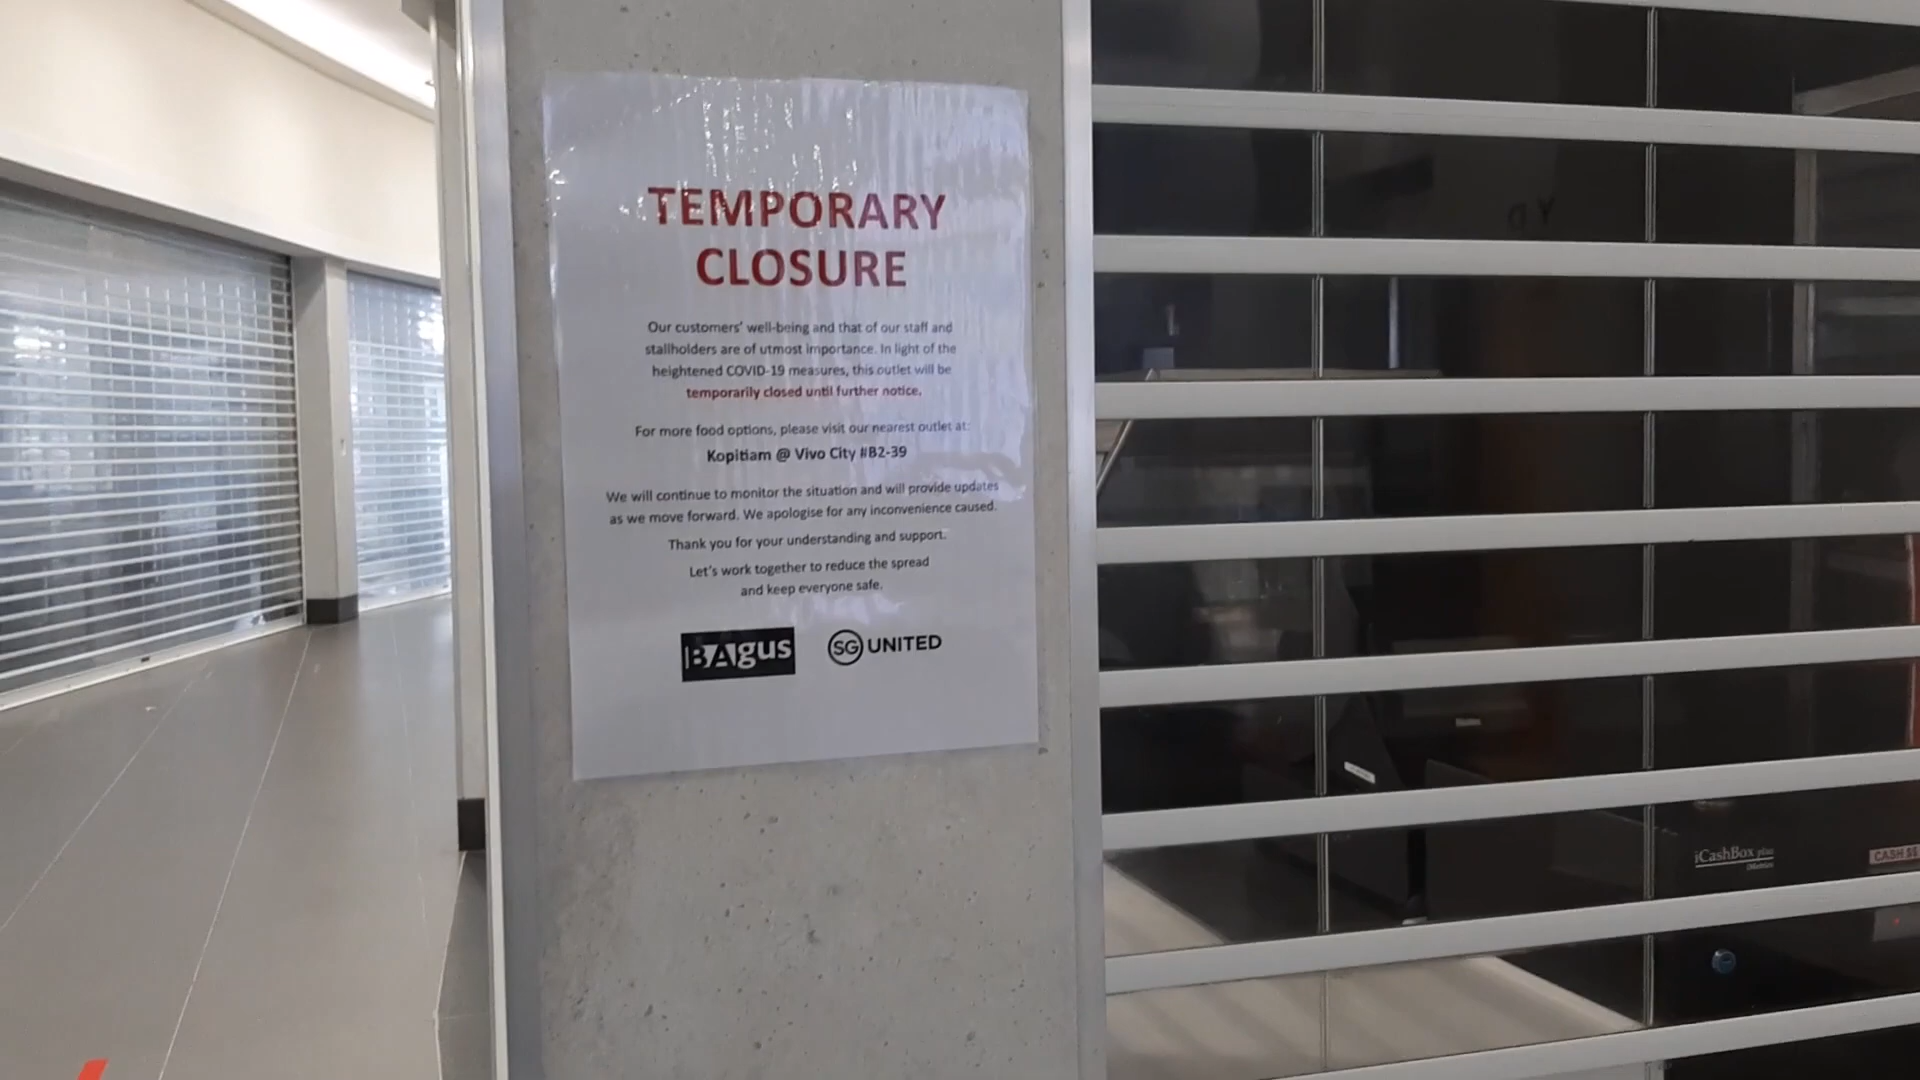 TEMPORARY
CLOSURE
Our customers' well-being and that of our staff and
stallholders are of utmost importance. In light of the
heightened COVID-19 measures, this outlet will be
temporarily closed until further notice.
For more food options, please visit our nearest outlet at:
Kopitiam @ Vivo City #B2-39
We will continue to monitor the situation and will provide updates
as we move forward. We apologise for any inconvenience caused.
Thank you for your understanding and support.
Let's work together to reduce the spread
and keep everyone safe.
BAgus
SG UNITED
iCashBox plus
CASH